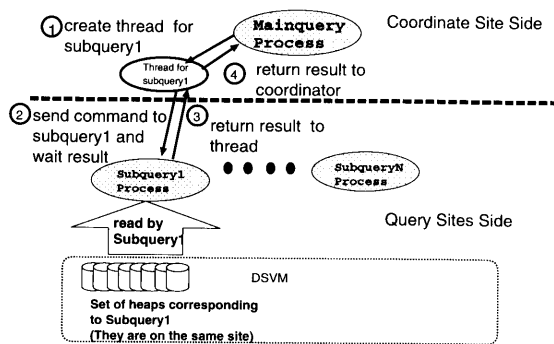 ① create thread for
subquery1
Mainquery
Process
Coordinate Site Side
Thread for
subquery1
④ return result to
coordinator
② send command to
subquery1 and
wait result
③ return result to
thread
Subquery1
Process
SubqueryN
Process
Query Sites Side
read by
Subquery1
DSVM
Set of heaps corresponding
to Subquery1
(They are on the same site)